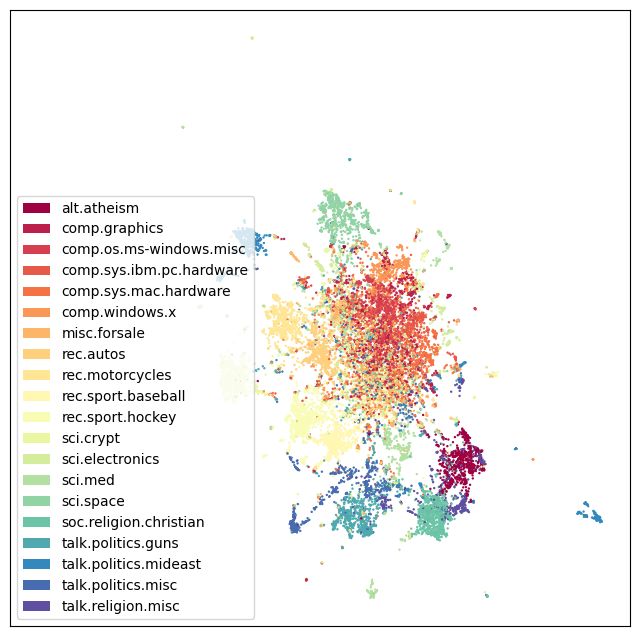 alt.atheism
comp.graphics
comp.os.ms-windows.misc
comp.sys.ibm.pc.hardware
comp.sys.mac.hardware
comp.windows.x
misc.forsale
rec.autos
rec.motorcycles
rec.sport.baseball
rec.sport.hockey
sci.crypt
sci.electronics
sci.med
sci.space
soc.religion.christian
talk.politics.guns
talk.politics.mideast
talk.politics.misc
talk.religion.misc